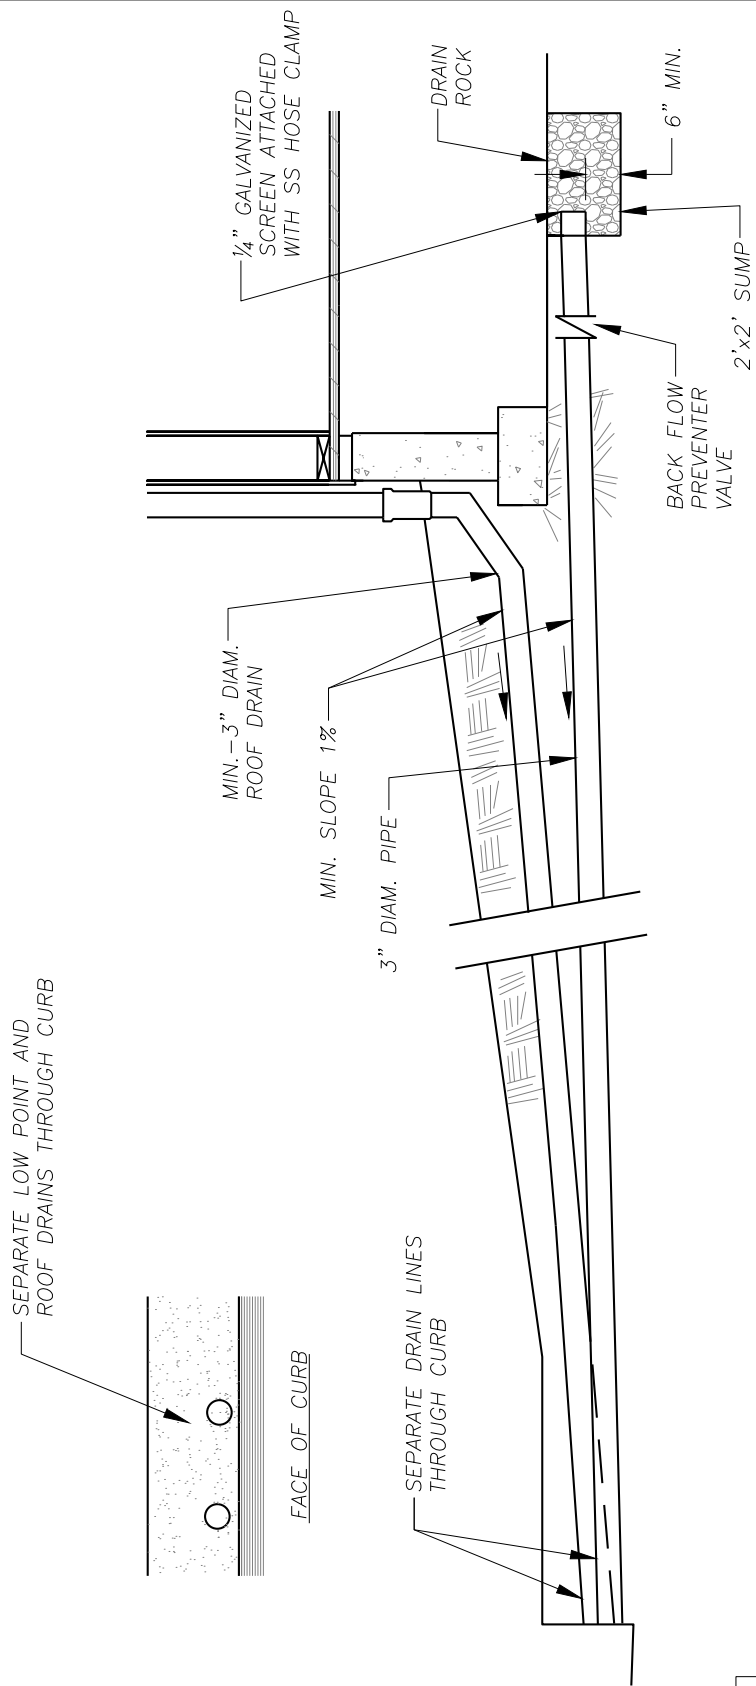 SEPARATE LOW POINT AND
ROOF DRAINS THROUGH CURB
FACE OF CURB
SEPARATE DRAIN LINES
THROUGH CURB
MIN.-3" DIAM.
ROOF DRAIN
MIN. SLOPE 1%
3" DIAM. PIPE
¼" GALVANIZED
SCREEN ATTACHED
WITH SS HOSE CLAMP
DRAIN
ROCK
6" MIN.
2'x2' SUMP
BACK FLOW
PREVENTER
VALVE